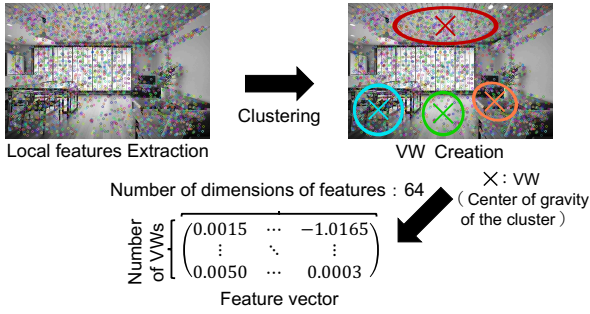 Clustering
Local features Extraction
VW Creation
Number of dimensions of features : 64
×: VW
( Center of gravity
of the cluster )
Number
of VWs
0.0015 ⋯ −1.0165
⋮ ⋱ ⋮
0.0050 ⋯ 0.0003
Feature vector